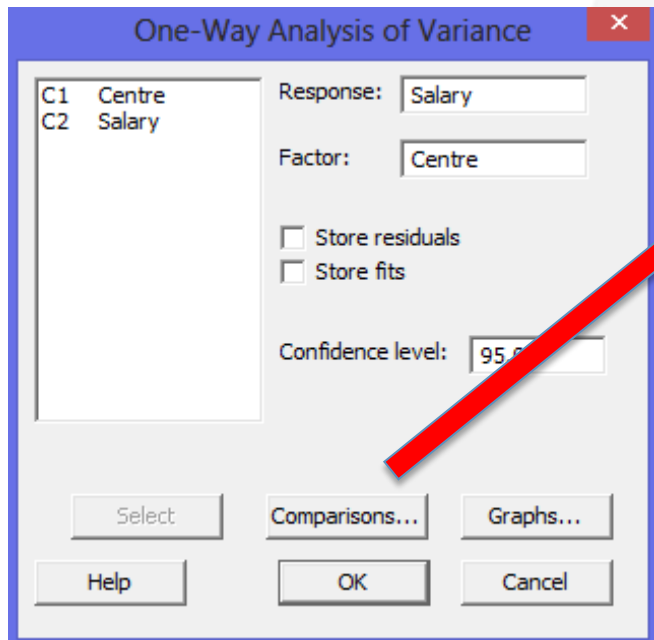 One-Way Analysis of Variance
C1 Centre
C2 Salary
Response: Salary
Factor: Centre
Store residuals
Store fits
Confidence level:
Select
Comparisons...
Graphs...
Help
OK
Cancel